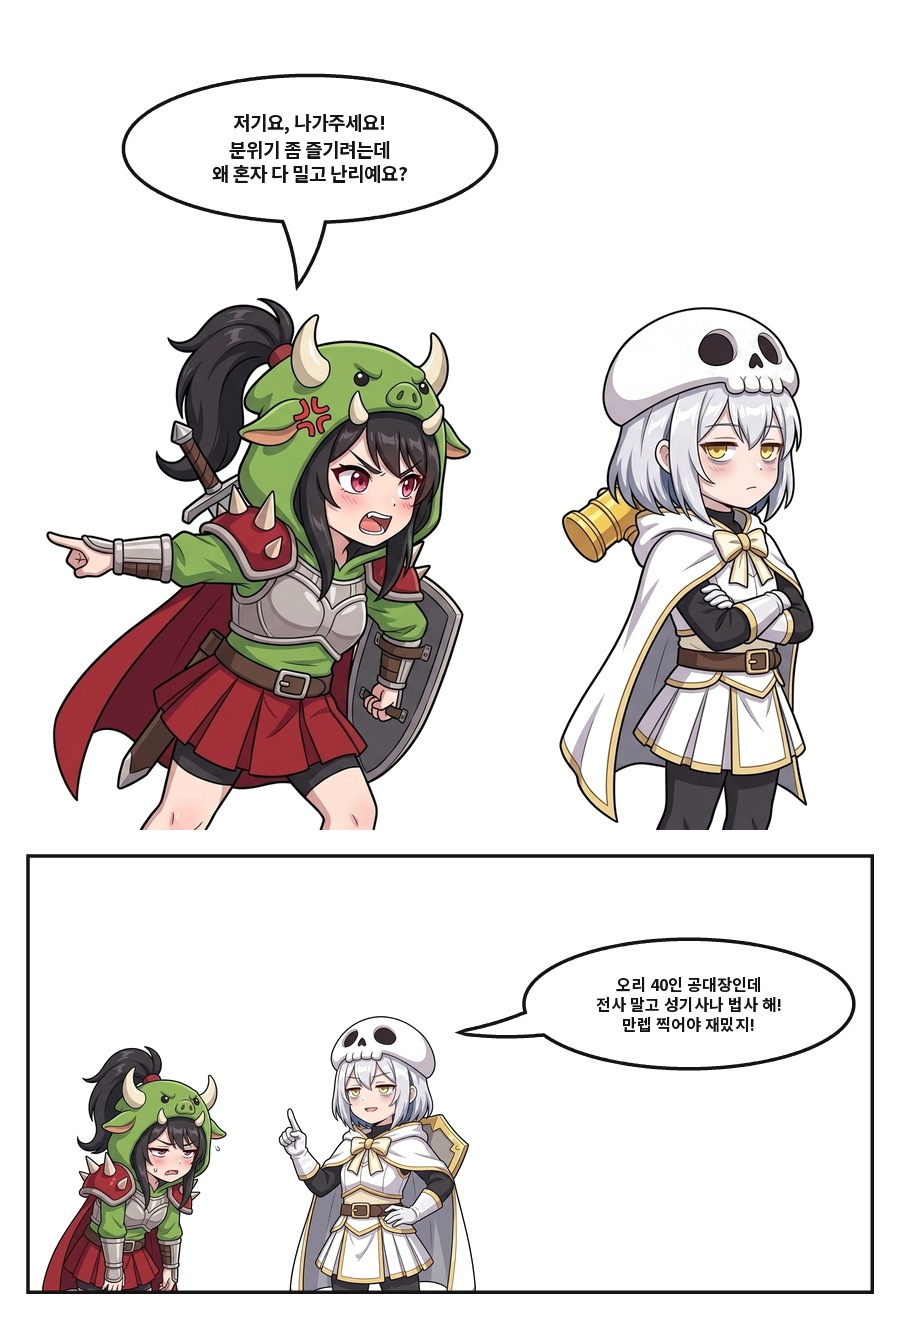 저기요, 나가주세요!
분위기 좀 즐기려는데
왜 혼자 다 밀고 난리예요?
오리 40인 공대장인데
전사 말고 성기사나 법사 해!
만렙 찍어야 재밌지!